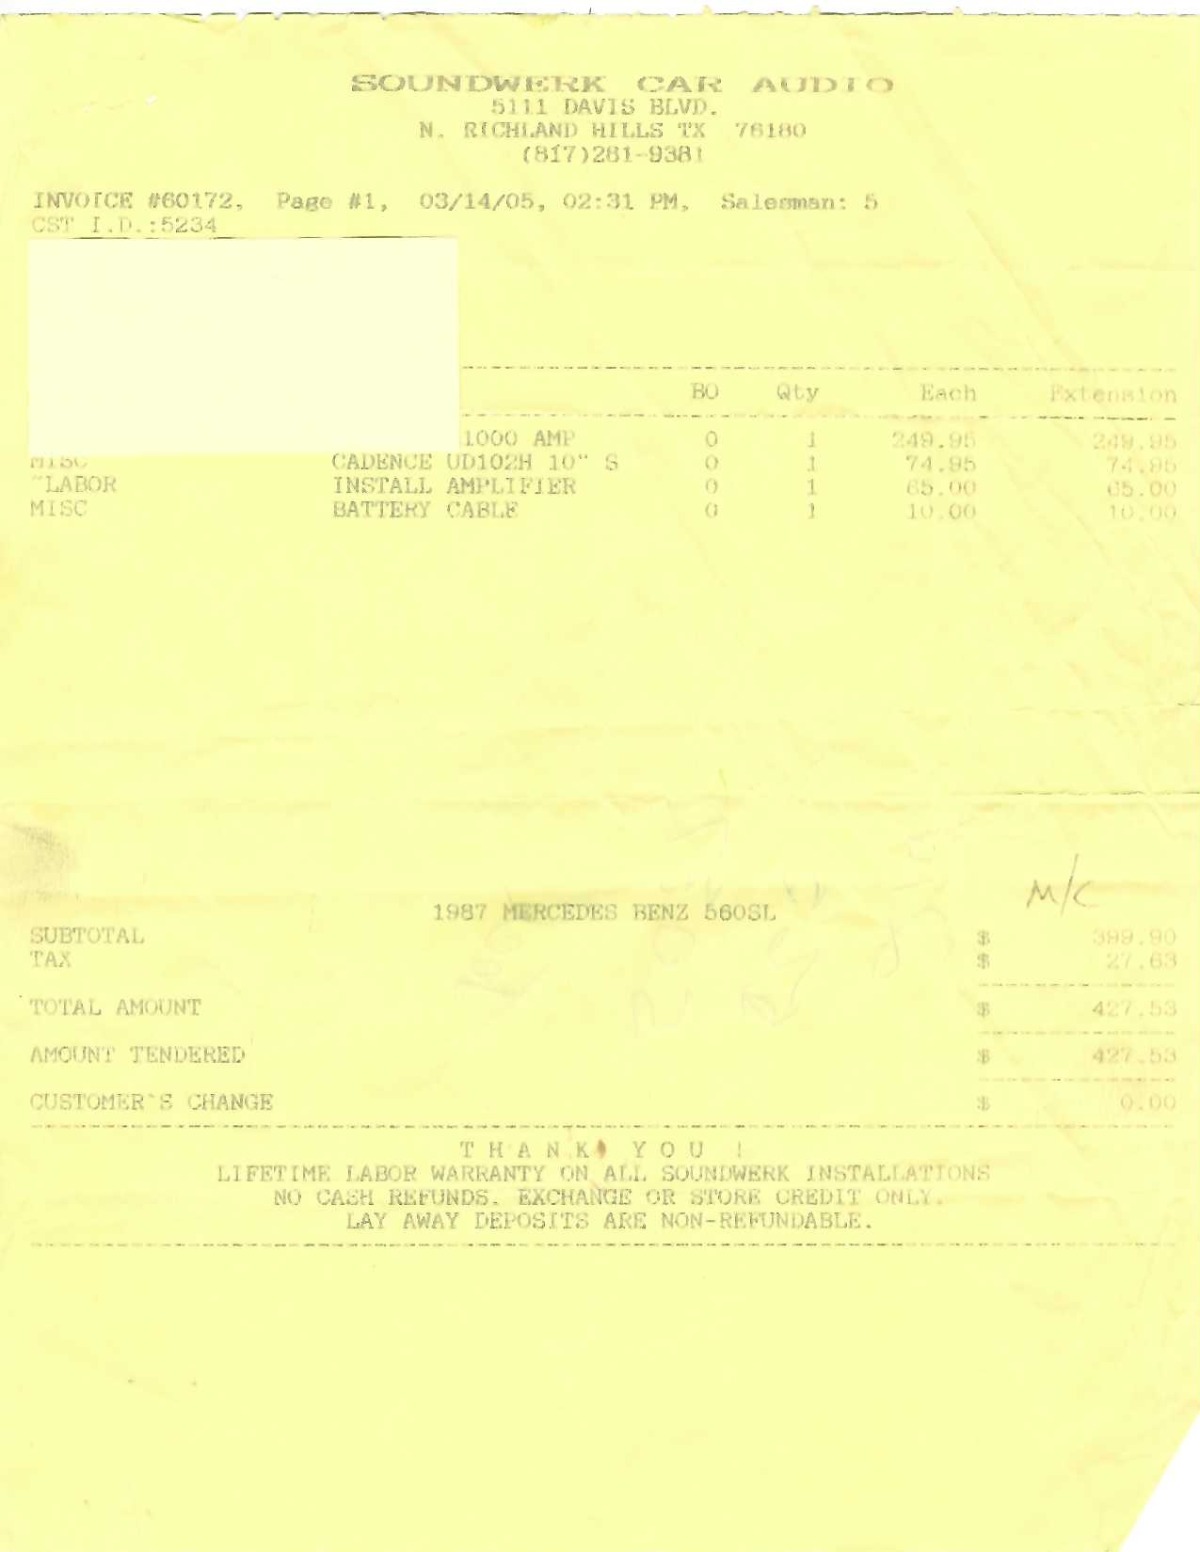 SOUNDWERK CAR AUDIO
5111 DAVIS BLVD.
N. RICHLAND HILLS TX 76180
(817)281-9381
INVOICE #60172, Page #1, 03/14/05, 02:31 PM, Salesman: 5
CST I.D.:5234
BO Qty Each Extension
1000 AMP 0 1 249.95 249.95
MISC CADENCE UD102H 10" S 0 1 74.95 74.95
~LABOR INSTALL AMPLIFIER 0 1 65.00 65.00
MISC BATTERY CABLE 0 1 10.00 10.00
M/C
1987 MERCEDES BENZ 560SL
SUBTOTAL $ 399.90
TAX $ 27.63
TOTAL AMOUNT $ 427.53
AMOUNT TENDERED $ 427.53
CUSTOMER`S CHANGE $ 0.00
T H A N K Y O U !
LIFETIME LABOR WARRANTY ON ALL SOUNDWERK INSTALLATIONS
NO CASH REFUNDS. EXCHANGE OR STORE CREDIT ONLY.
LAY AWAY DEPOSITS ARE NON-REFUNDABLE.